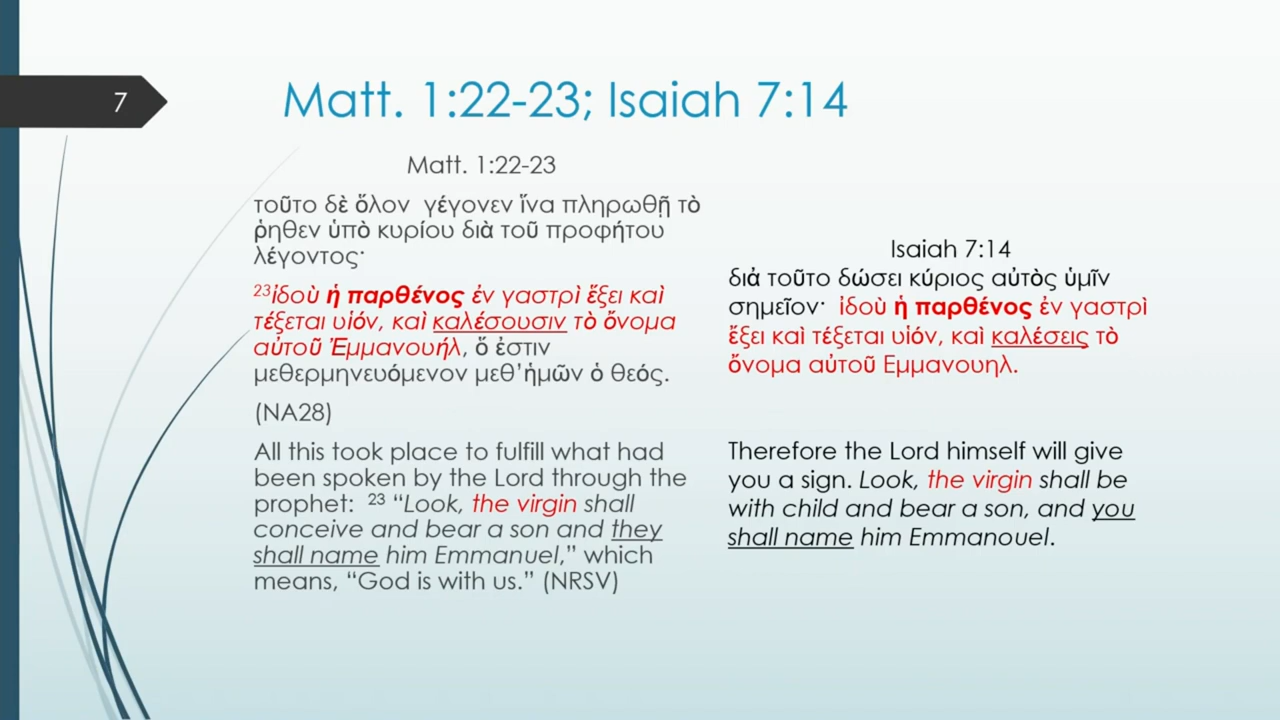 7
Matt. 1:22-23; Isaiah 7:14
Matt. 1:22-23
τοῦτο δὲ ὅλον γέγονεν ἵνα πληρωθῇ τὸ
ῥηθεν ὑπὸ κυρίου διὰ τοῦ προφήτου
λέγοντος·
23ἰδοὺ ἡ παρθένος ἐν γαστρὶ ἕξει καὶ
τέξεται υἱόν, καὶ καλέσουσιν τὸ ὄνομα
αὐτοῦ Ἐμμανουήλ, ὅ ἐστιν
μεθερμηνευόμενον μεθ’ἡμῶν ὁ θεός.
(NA28)
All this took place to fulfill what had
been spoken by the Lord through the
prophet: 23 “Look, the virgin shall
conceive and bear a son and they
shall name him Emmanuel,” which
means, “God is with us.” (NRSV)
Isaiah 7:14
διἀ τοῦτο δώσει κύριος αὐτὸς ὑμῖν
σημεῖον· ἰδοὺ ἡ παρθένος ἐν γαστρὶ
ἕξει καὶ τέξεται υἱόν, καὶ καλέσεις τὸ
ὄνομα αὐτοῦ Εμμανουηλ.
Therefore the Lord himself will give
you a sign. Look, the virgin shall be
with child and bear a son, and you
shall name him Emmanouel.